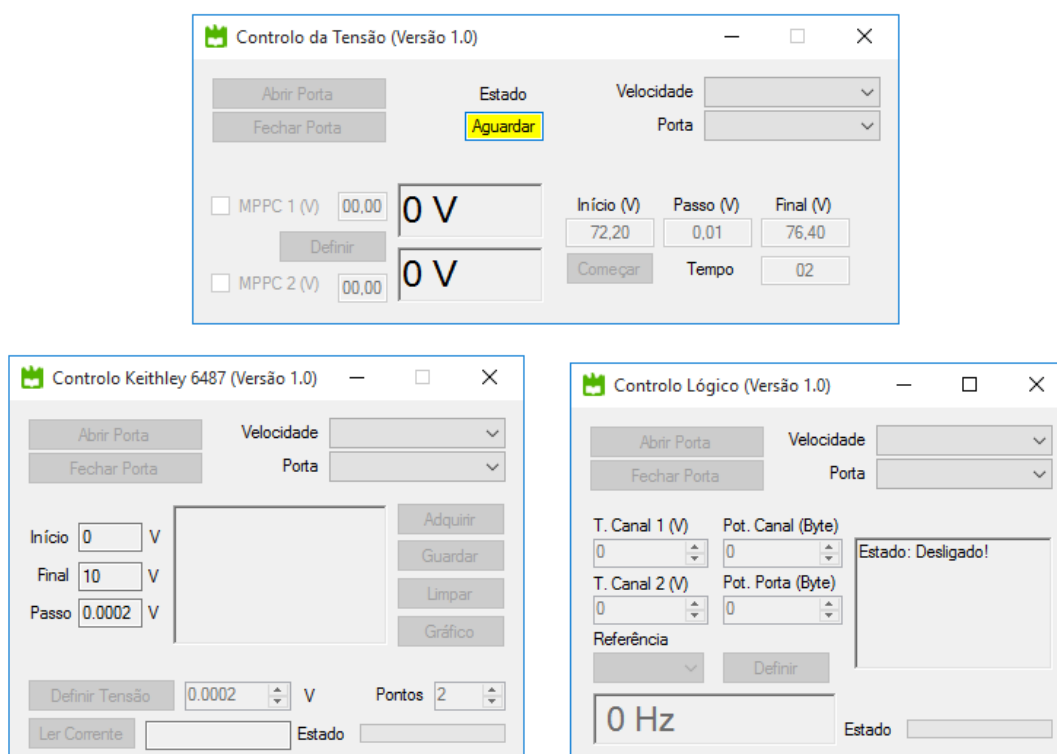 Controlo da Tensão (Versão 1.0)
Abrir Porta
Estado
Velocidade
Fechar Porta
Aguardar
Porta
MPPC 1 (V) 00,00
0 V
Início (V) Passo (V) Final (V)
72,20 0,01 76,40
Definir
MPPC 2 (V) 00,00
0 V
Começar Tempo 02
Controlo Keithley 6487 (Versão 1.0)
Abrir Porta
Velocidade
Fechar Porta
Porta
Início 0 V
Final 10 V
Passo 0.0002 V
Adquirir
Guardar
Limpar
Gráfico
Definir Tensão 0.0002 V Pontos 2
Ler Corrente Estado
Controlo Lógico (Versão 1.0)
Abrir Porta
Velocidade
Fechar Porta
Porta
T. Canal 1 (V) Pot. Canal (Byte)
0 0
T. Canal 2 (V) Pot. Porta (Byte)
0 0
Referência
Definir
Estado: Desligado!
0 Hz
Estado